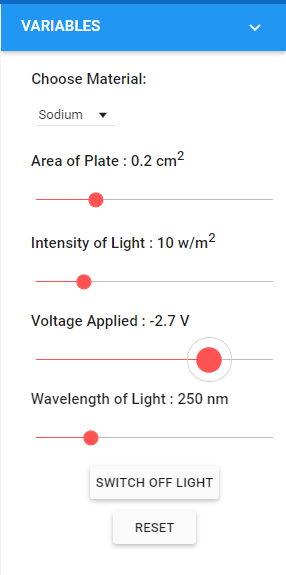 VARIABLES
Choose Material:
Sodium
Area of Plate : 0.2 cm²
Intensity of Light : 10 w/m²
Voltage Applied : -2.7 V
Wavelength of Light : 250 nm
SWITCH OFF LIGHT
RESET